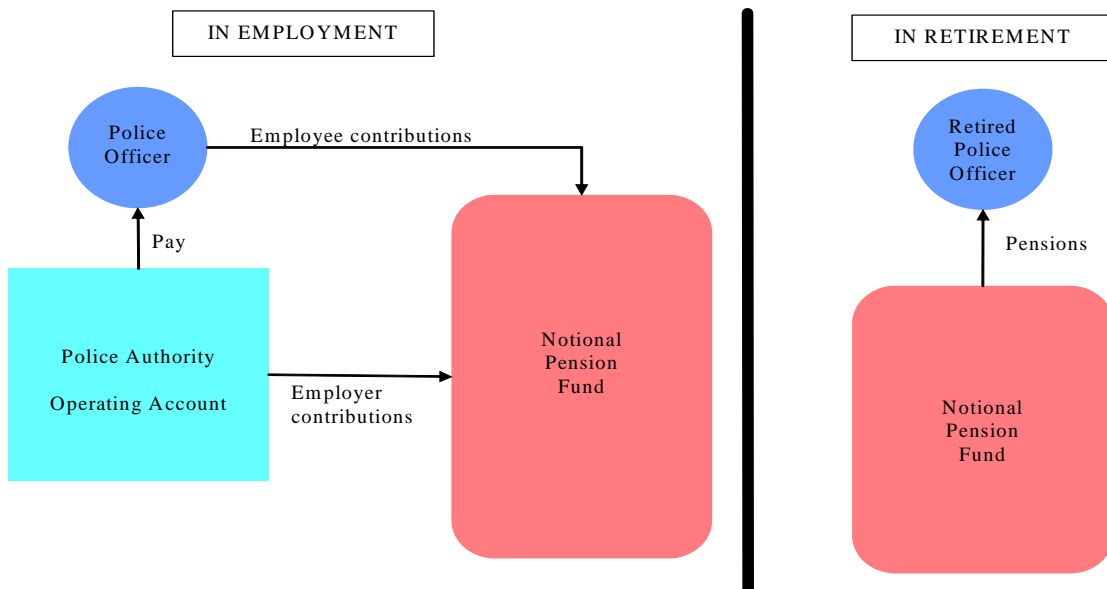 IN EMPLOYMENT
Police
Officer
Employee contributions
Pay
Police Authority
Operating Account
Employer
contributions
Notional
Pension
Fund
IN RETIREMENT
Retired
Police
Officer
Pensions
Notional
Pension
Fund